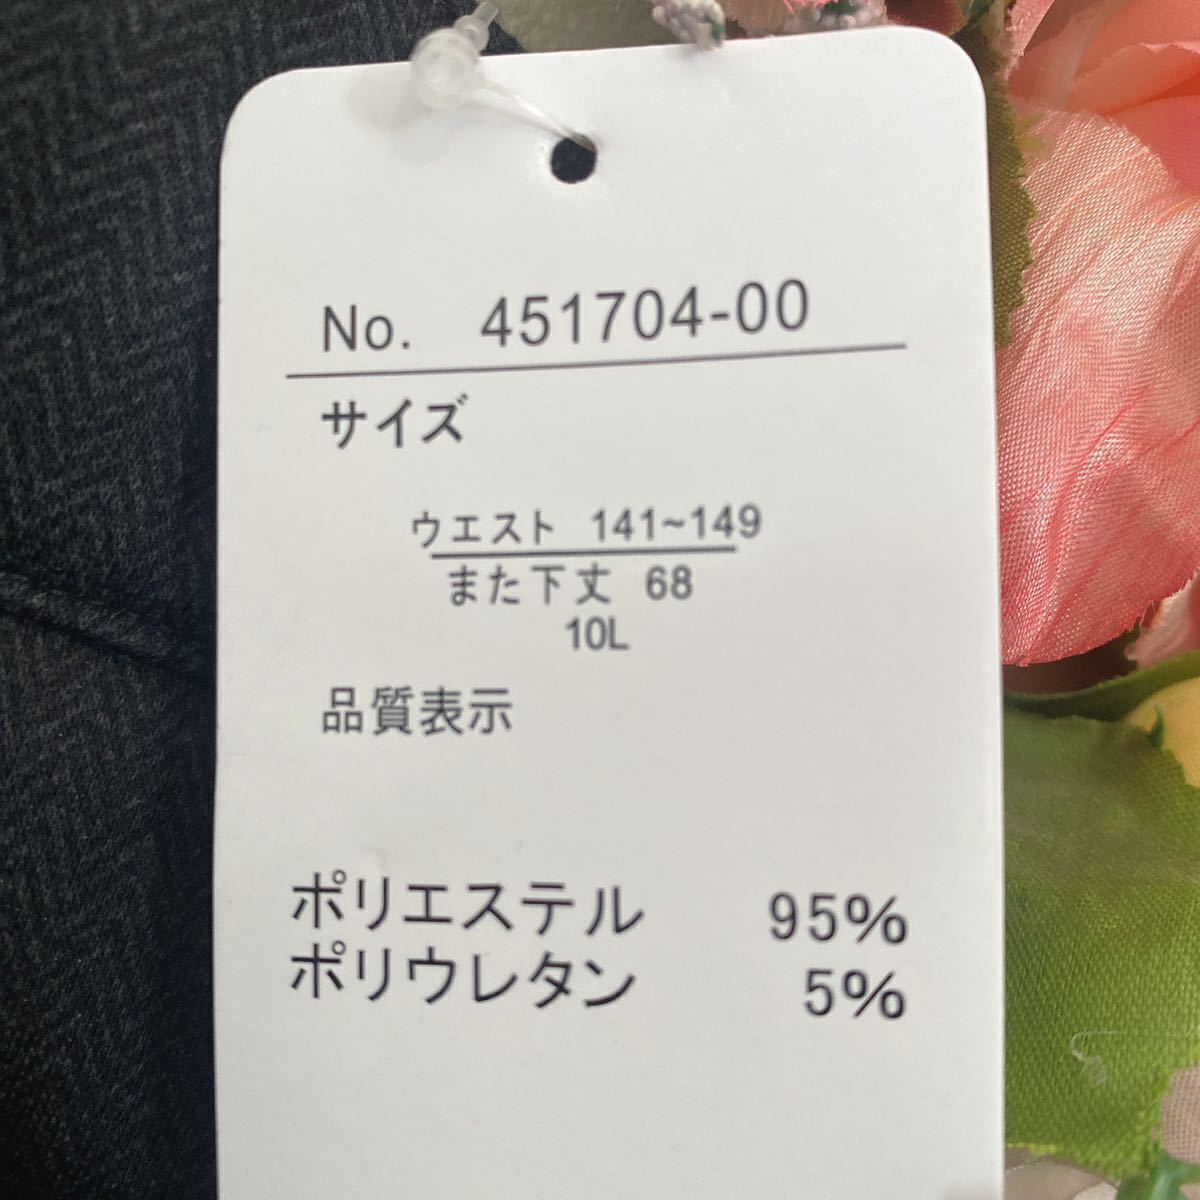 No. 451704-00
サイズ
ウエスト 141~149
また下丈 68
10L
品質表示
ポリエステル 95%
ポリウレタン 5%